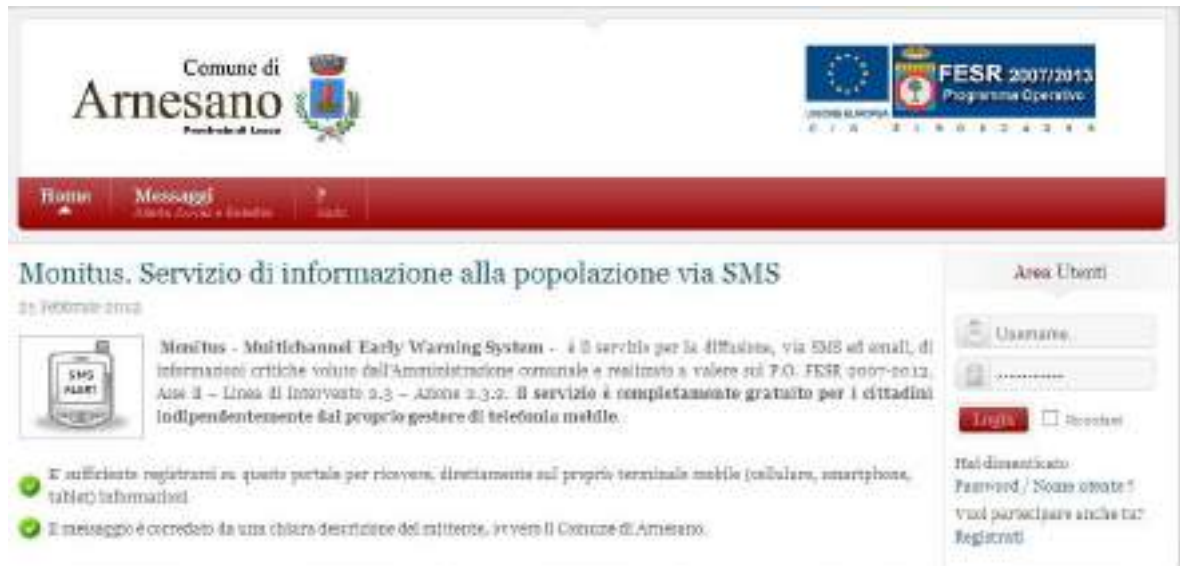 Comune di
Arnesano
Provincia di Lecce
UNIONE EUROPEA
FESR 2007/2013
Programma Operativo
Home
Messaggi
?
Monitus. Servizio di informazione alla popolazione via SMS
SMS
ALERT
Monitus - Multichannel Early Warning System - è il servizio per la diffusione, via SMS ed email, di
informazioni critiche voluto dall'Amministrazione comunale e realizzato a valere sul P.O. FESR 2007-2013.
Asse II – Linea di Intervento 2.3 – Azione 2.3.2. il servizio è completamente gratuito per i cittadini
indipendentemente dal proprio gestore di telefonia mobile.
E' sufficiente registrarsi su questo portale per ricevere, direttamente sul proprio terminale mobile (cellulare, smartphone,
tablet) informazioni
Il messaggio è corredato da una chiara descrizione del mittente, ovvero il Comune di Arnesano.
Area Utenti
Username
Login
Ricordami
Hai dimenticato
Password / Nome utente ?
Vuoi partecipare anche tu?
Registrati